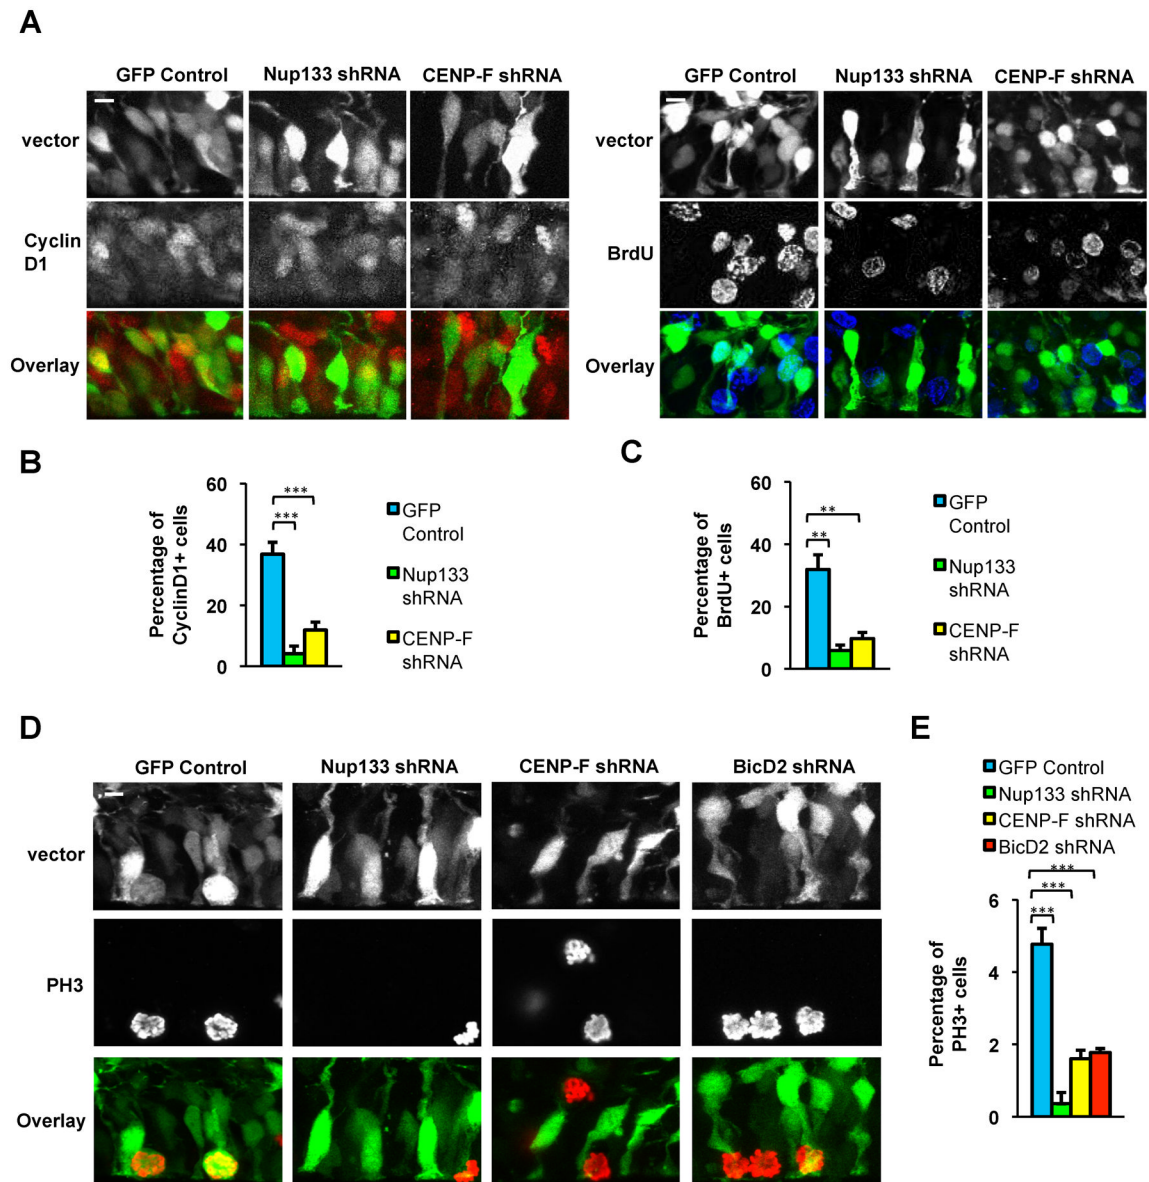 A
GFP Control Nup133 shRNA CENP-F shRNA
vector
Cyclin
D1
Overlay
GFP Control Nup133 shRNA CENP-F shRNA
vector
BrdU
Overlay
B
Percentage of
CyclinD1+ cells
60
40
20
0
***
***
GFP
Control
Nup133
shRNA
CENP-F
shRNA
C
Percentage of
BrdU+ cells
60
40
20
0
**
**
GFP
Control
Nup133
shRNA
CENP-F
shRNA
D
GFP Control Nup133 shRNA CENP-F shRNA BicD2 shRNA
vector
PH3
Overlay
E
GFP Control
Nup133 shRNA
CENP-F shRNA
BicD2 shRNA
***
***
***
Percentage of
PH3+ cells
6
4
2
0